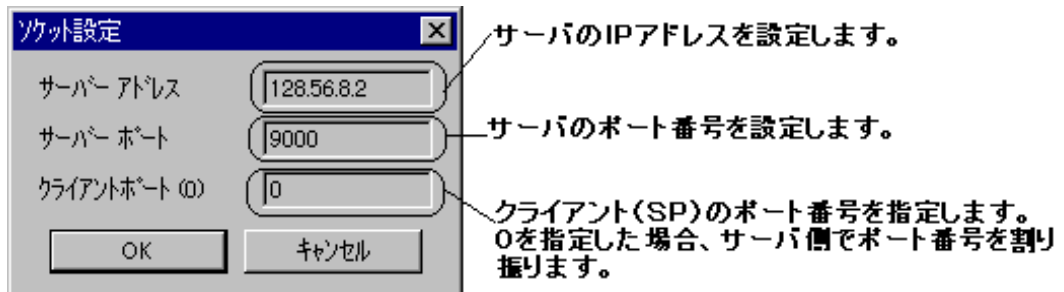 ソケット設定
サーバのIPアドレスを設定します。
サーバー アドレス
128.56.8.2
サーバー ポート
9000
サーバのポート番号を設定します。
クライアントポート (0)
0
クライアント(SP)のポート番号を指定します。
0を指定した場合、サーバ側でポート番号を割り
振ります。
OK
キャンセル